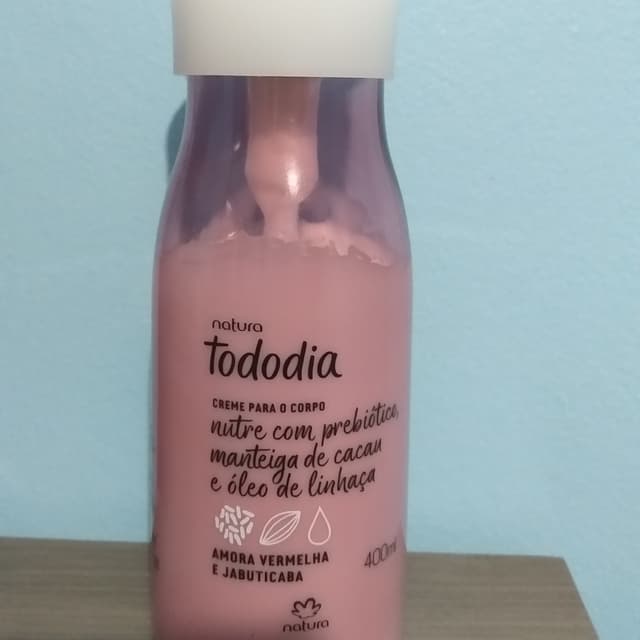 natura
tododia
CREME PARA O CORPO
nutre com prebiótico,
manteiga de cacau
e óleo de linhaça
AMORA VERMELHA
E JABUTICABA
400ml
natura